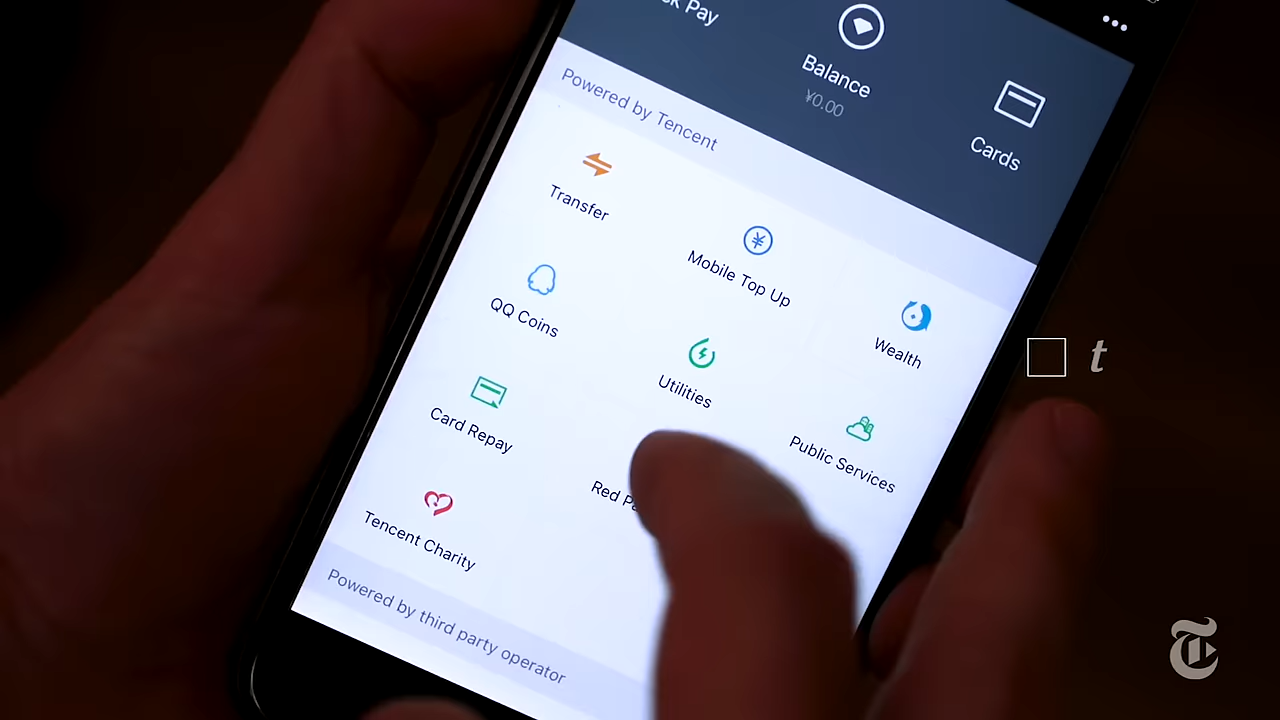 Pay
Balance
¥0.00
Cards
Powered by Tencent
Transfer
Mobile Top Up
Wealth
QQ Coins
Utilities
Public Services
Card Repay
Red
Tencent Charity
Powered by third party operator
t
T